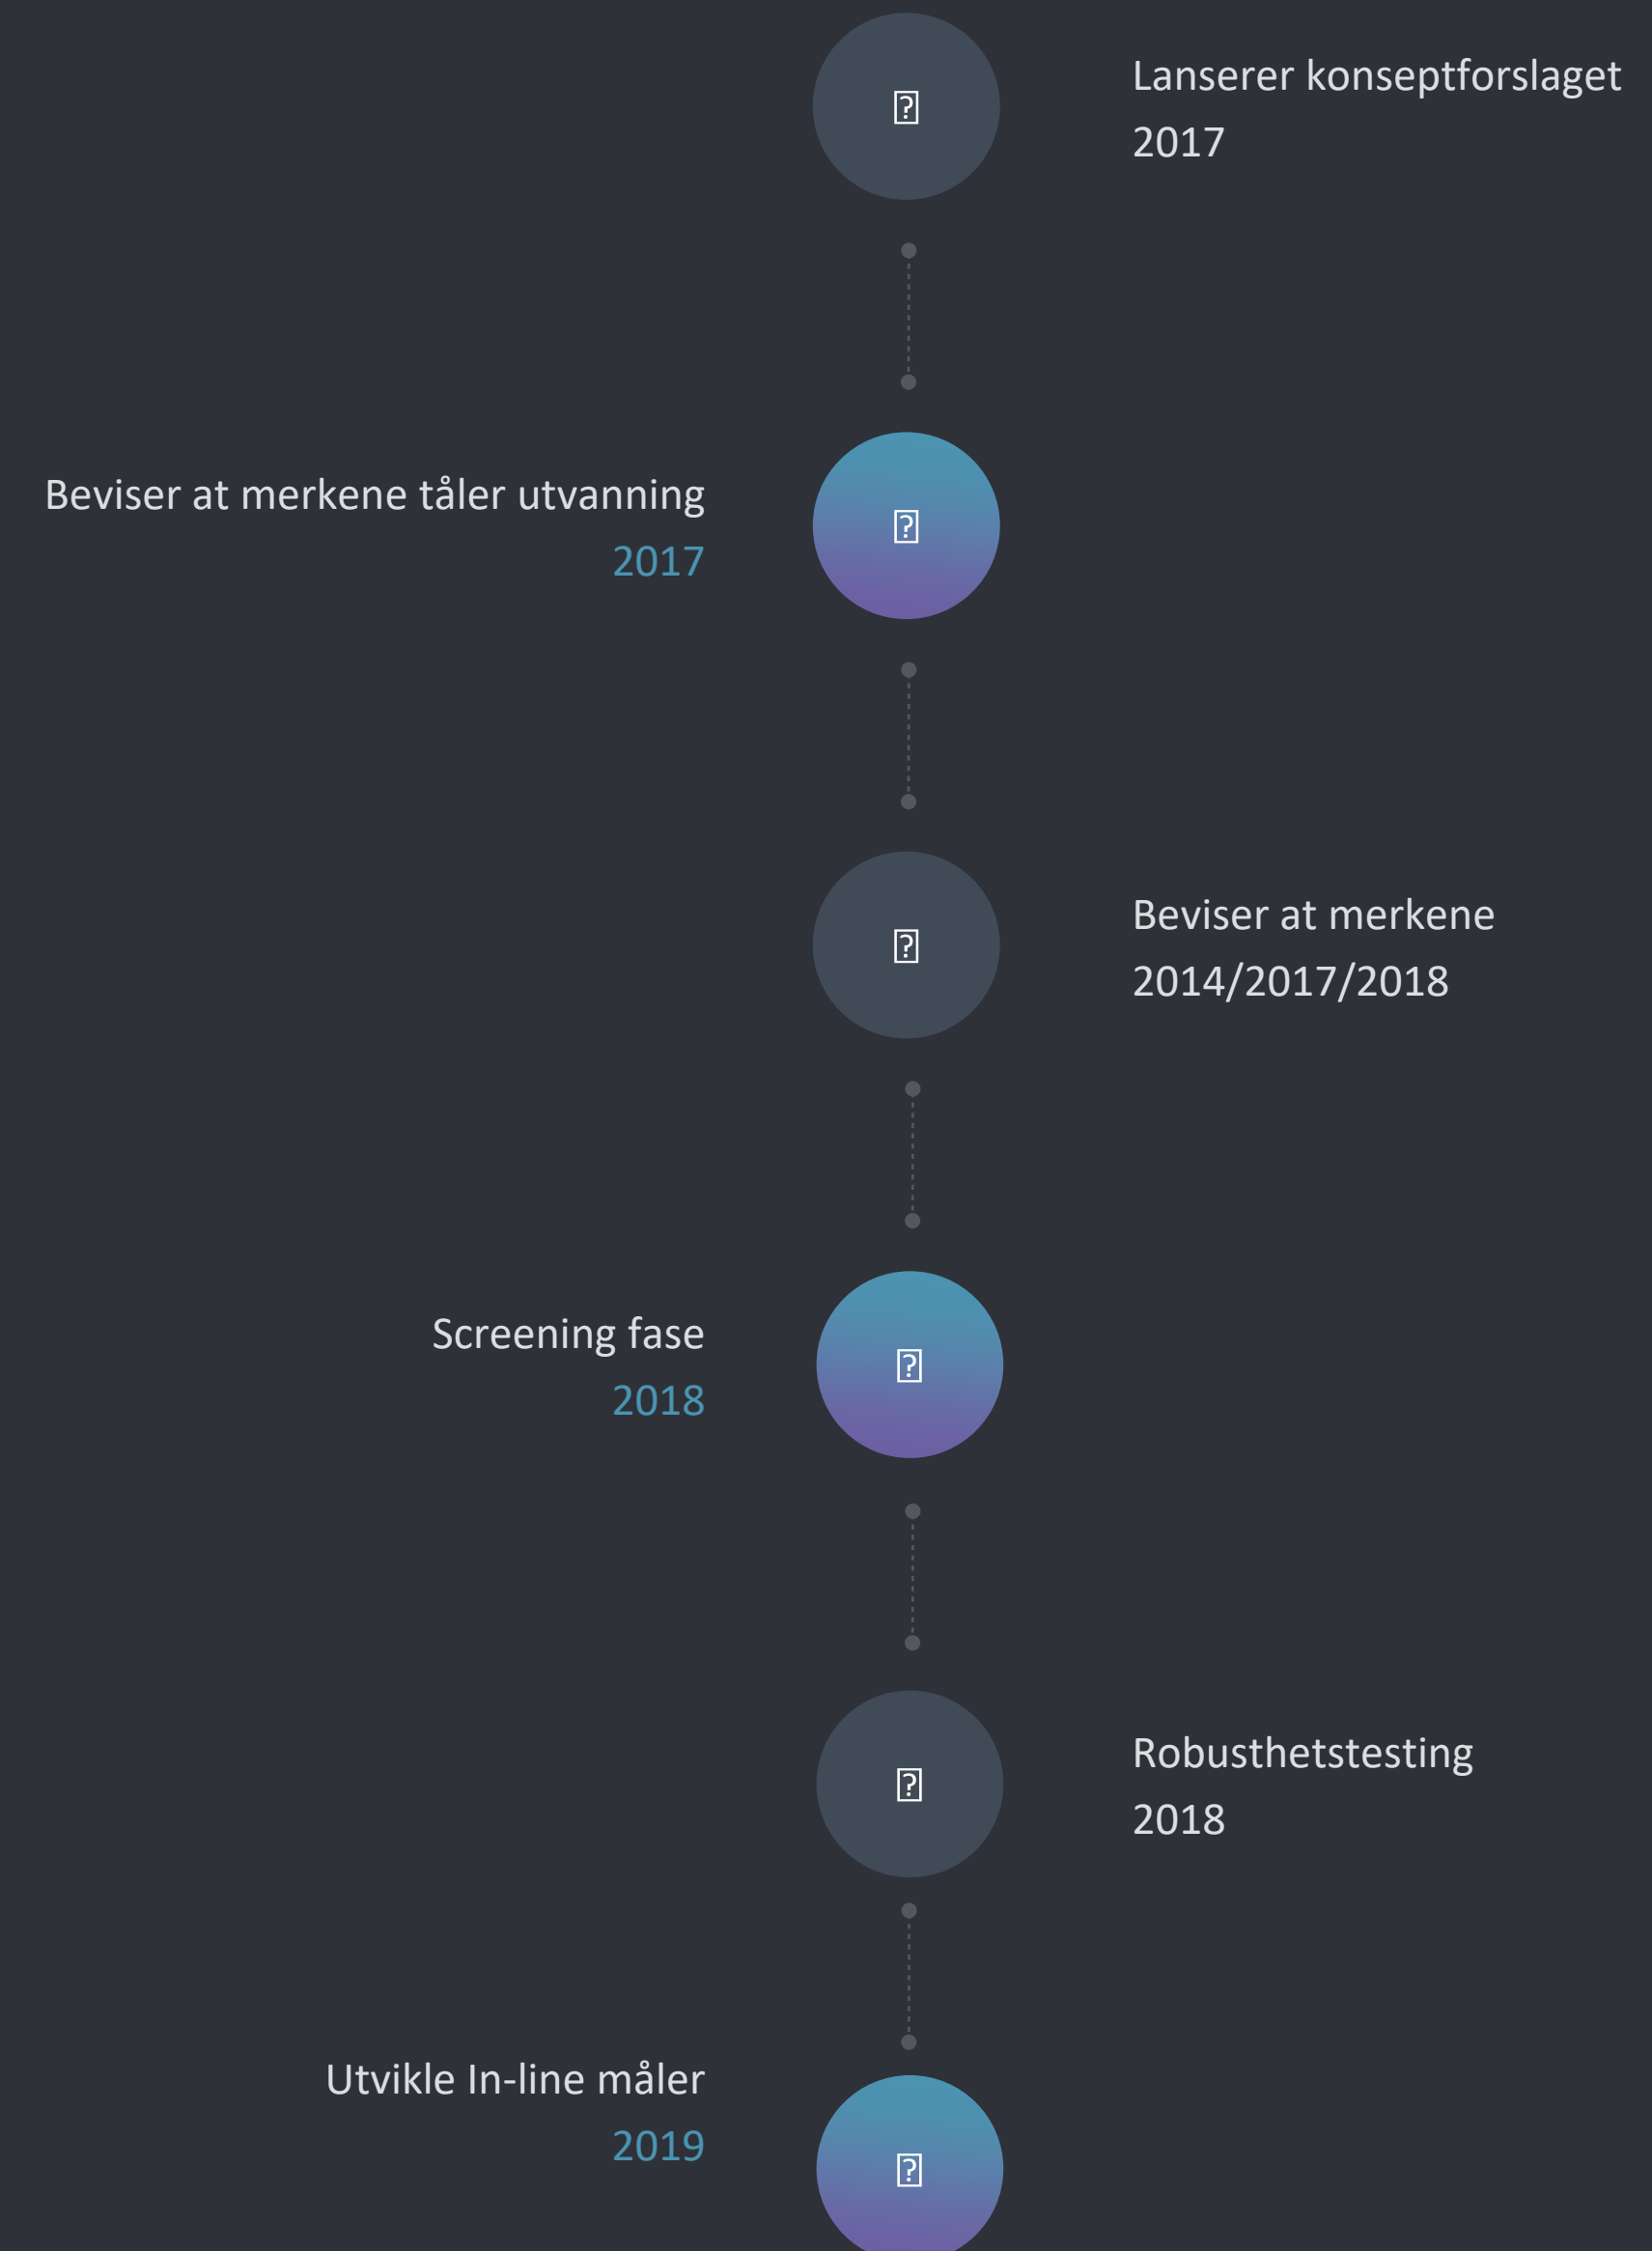 Lanserer konseptforslaget
2017
Beviser at merkene tåler utvanning
2017
Beviser at merkene
2014/2017/2018
Screening fase
2018
Robusthetstesting
2018
Utvikle In-line måler
2019